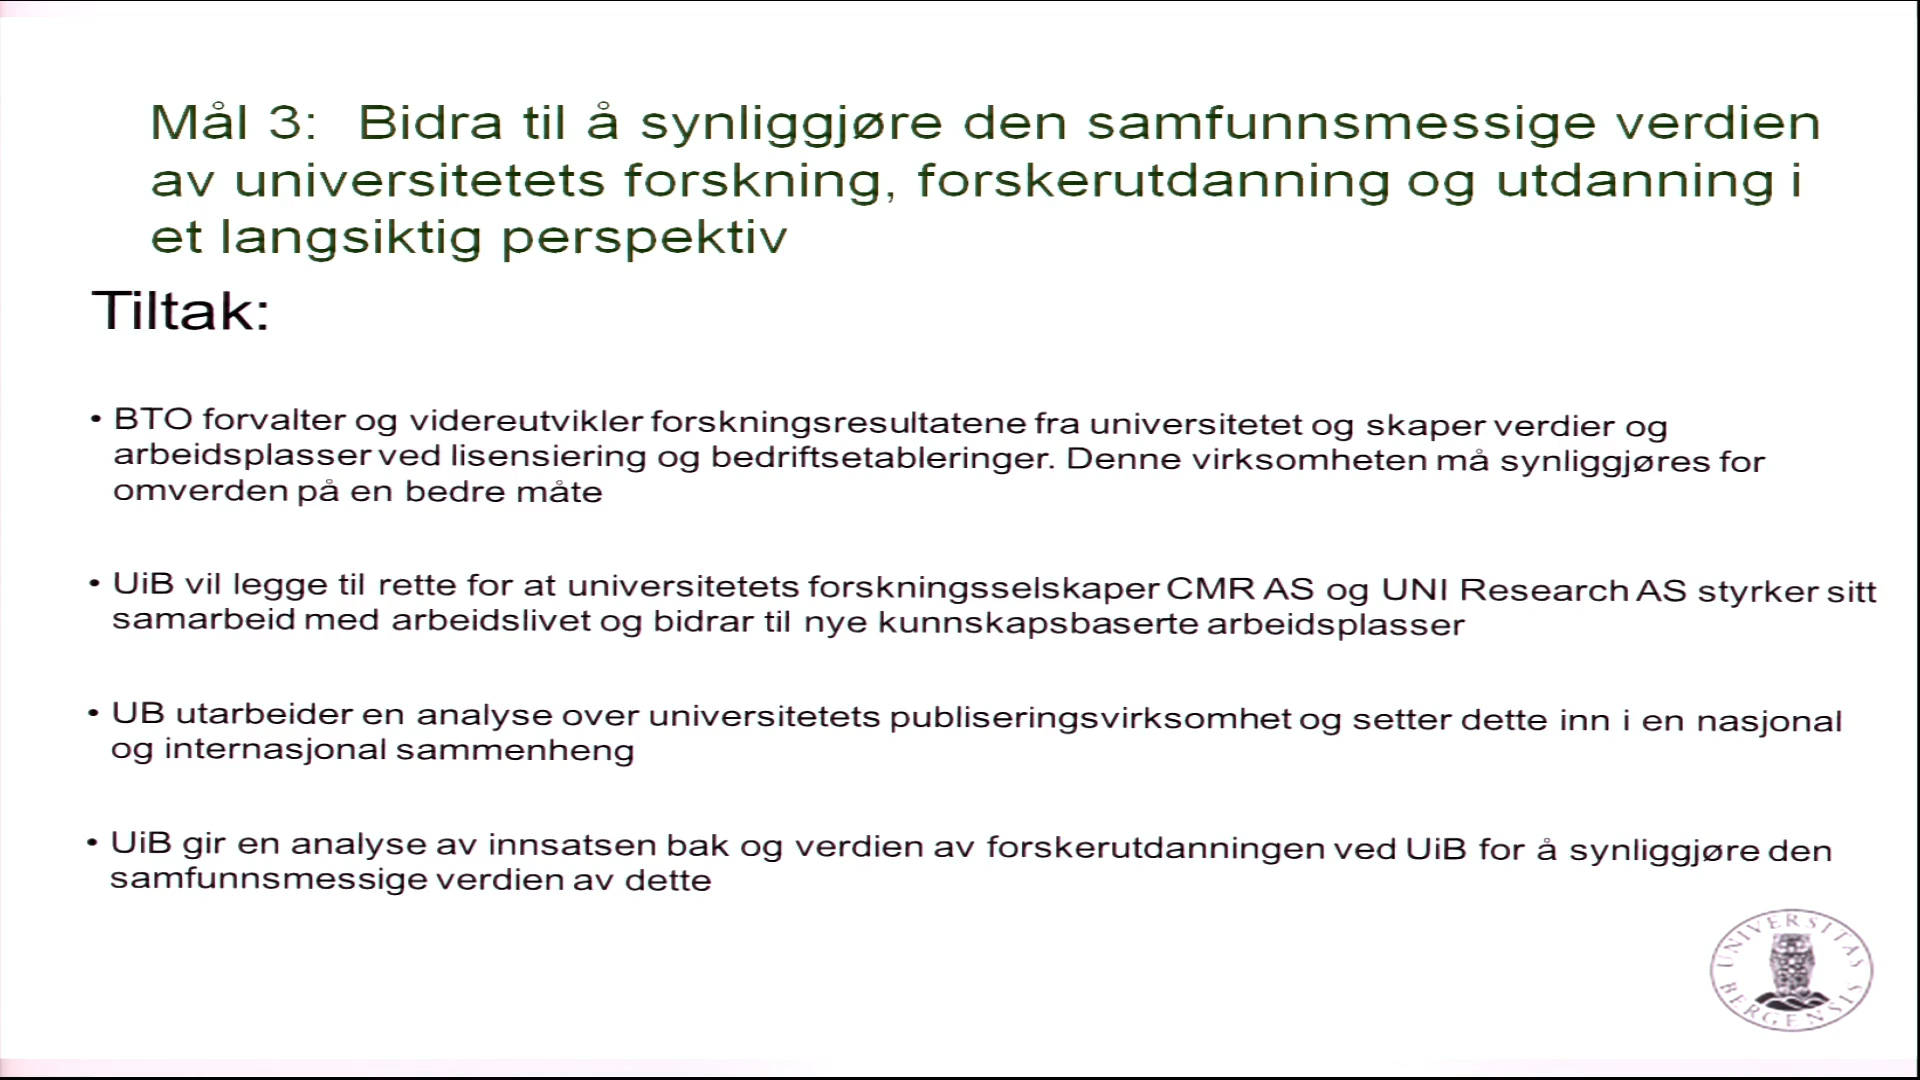 Mål 3:  Bidra til å synliggjøre den samfunnsmessige verdien
av universitetets forskning, forskerutdanning og utdanning i
et langsiktig perspektiv
Tiltak:
• BTO forvalter og videreutvikler forskningsresultatene fra universitetet og skaper verdier og
arbeidsplasser ved lisensiering og bedriftsetableringer. Denne virksomheten må synliggjøres for
omverden på en bedre måte
• UiB vil legge til rette for at universitetets forskningsselskaper CMR AS og UNI Research AS styrker sitt
samarbeid med arbeidslivet og bidrar til nye kunnskapsbaserte arbeidsplasser
• UB utarbeider en analyse over universitetets publiseringsvirksomhet og setter dette inn i en nasjonal
og internasjonal sammenheng
• UiB gir en analyse av innsatsen bak og verdien av forskerutdanningen ved UiB for å synliggjøre den
samfunnsmessige verdien av dette
UNIVERSITAS
BERGENSIS